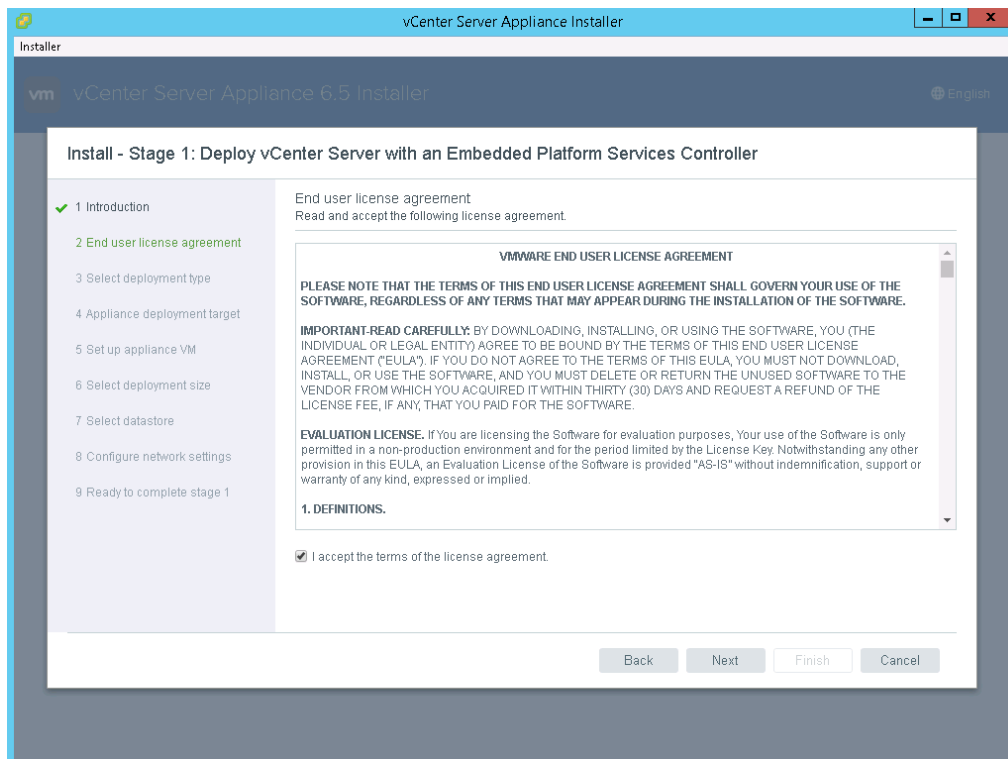 vCenter Server Appliance Installer
Installer
vm vCenter Server Appliance 6.5 Installer
English
Install - Stage 1: Deploy vCenter Server with an Embedded Platform Services Controller
1 Introduction
2 End user license agreement
3 Select deployment type
4 Appliance deployment target
5 Set up appliance VM
6 Select deployment size
7 Select datastore
8 Configure network settings
9 Ready to complete stage 1
End user license agreement
Read and accept the following license agreement.
VMWARE END USER LICENSE AGREEMENT
PLEASE NOTE THAT THE TERMS OF THIS END USER LICENSE AGREEMENT SHALL GOVERN YOUR USE OF THE
SOFTWARE, REGARDLESS OF ANY TERMS THAT MAY APPEAR DURING THE INSTALLATION OF THE SOFTWARE.
IMPORTANT-READ CAREFULLY: BY DOWNLOADING, INSTALLING, OR USING THE SOFTWARE, YOU (THE
INDIVIDUAL OR LEGAL ENTITY) AGREE TO BE BOUND BY THE TERMS OF THIS END USER LICENSE
AGREEMENT ("EULA"). IF YOU DO NOT AGREE TO THE TERMS OF THIS EULA, YOU MUST NOT DOWNLOAD,
INSTALL, OR USE THE SOFTWARE, AND YOU MUST DELETE OR RETURN THE UNUSED SOFTWARE TO THE
VENDOR FROM WHICH YOU ACQUIRED IT WITHIN THIRTY (30) DAYS AND REQUEST A REFUND OF THE
LICENSE FEE, IF ANY, THAT YOU PAID FOR THE SOFTWARE.
EVALUATION LICENSE. If You are licensing the Software for evaluation purposes, Your use of the Software is only
permitted in a non-production environment and for the period limited by the License Key. Notwithstanding any other
provision in this EULA, an Evaluation License of the Software is provided "AS-IS" without indemnification, support or
warranty of any kind, expressed or implied.
1. DEFINITIONS.
I accept the terms of the license agreement.
Back
Next
Finish
Cancel